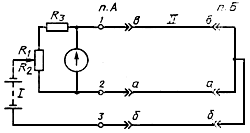 п.А п.Б
R3 1 в II б
R1
R2
I 2 а а
3 б б